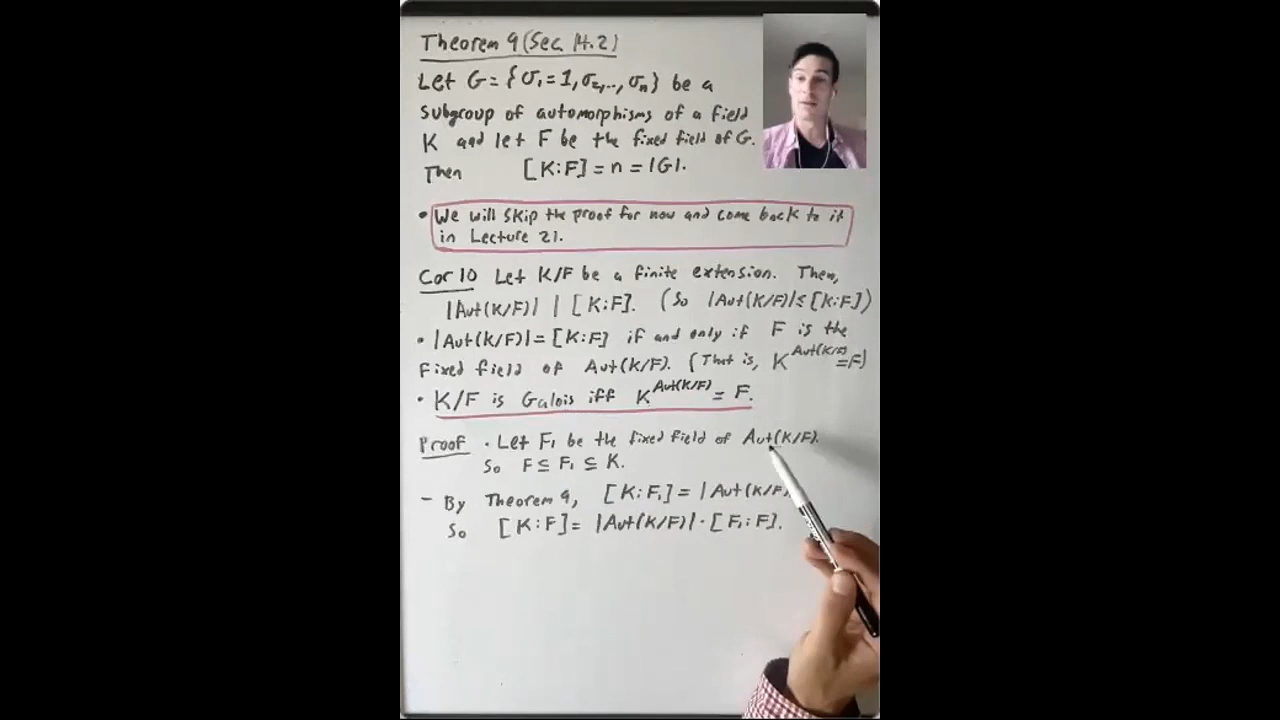 Theorem 9 (Sec 14.2)
Let G = {σ₁ = 1, σ₂, ..., σₙ} be a
subgroup of automorphisms of a field
K and let F be the fixed field of G.
Then [K:F] = n = |G|.
• We will skip the proof for now and come back to it
in Lecture 21.
Cor 10 Let K/F be a finite extension. Then,
|Aut(K/F)| | [K:F]. (So |Aut(K/F)| ≤ [K:F])
• |Aut(K/F)| = [K:F] if and only if F is the
fixed field of Aut(K/F). (That is, K^Aut(K/F) = F)
• K/F is Galois iff K^Aut(K/F) = F.
Proof • Let F₁ be the fixed field of Aut(K/F).
So F ⊆ F₁ ⊆ K.
- By Theorem 9, [K:F₁] = |Aut(K/F)
So [K:F] = |Aut(K/F)| · [F₁:F].